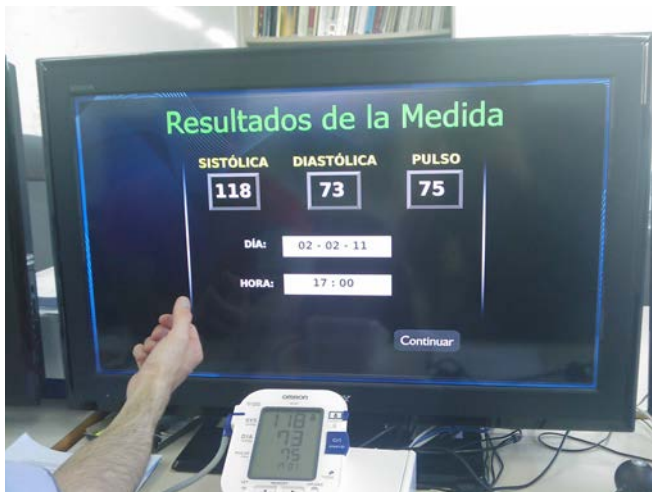 Resultados de la Medida
SISTÓLICA DIASTÓLICA PULSO
118 73 75
DÍA: 02 - 02 - 11
HORA: 17 : 00
Continuar
OMRON
118
73
75